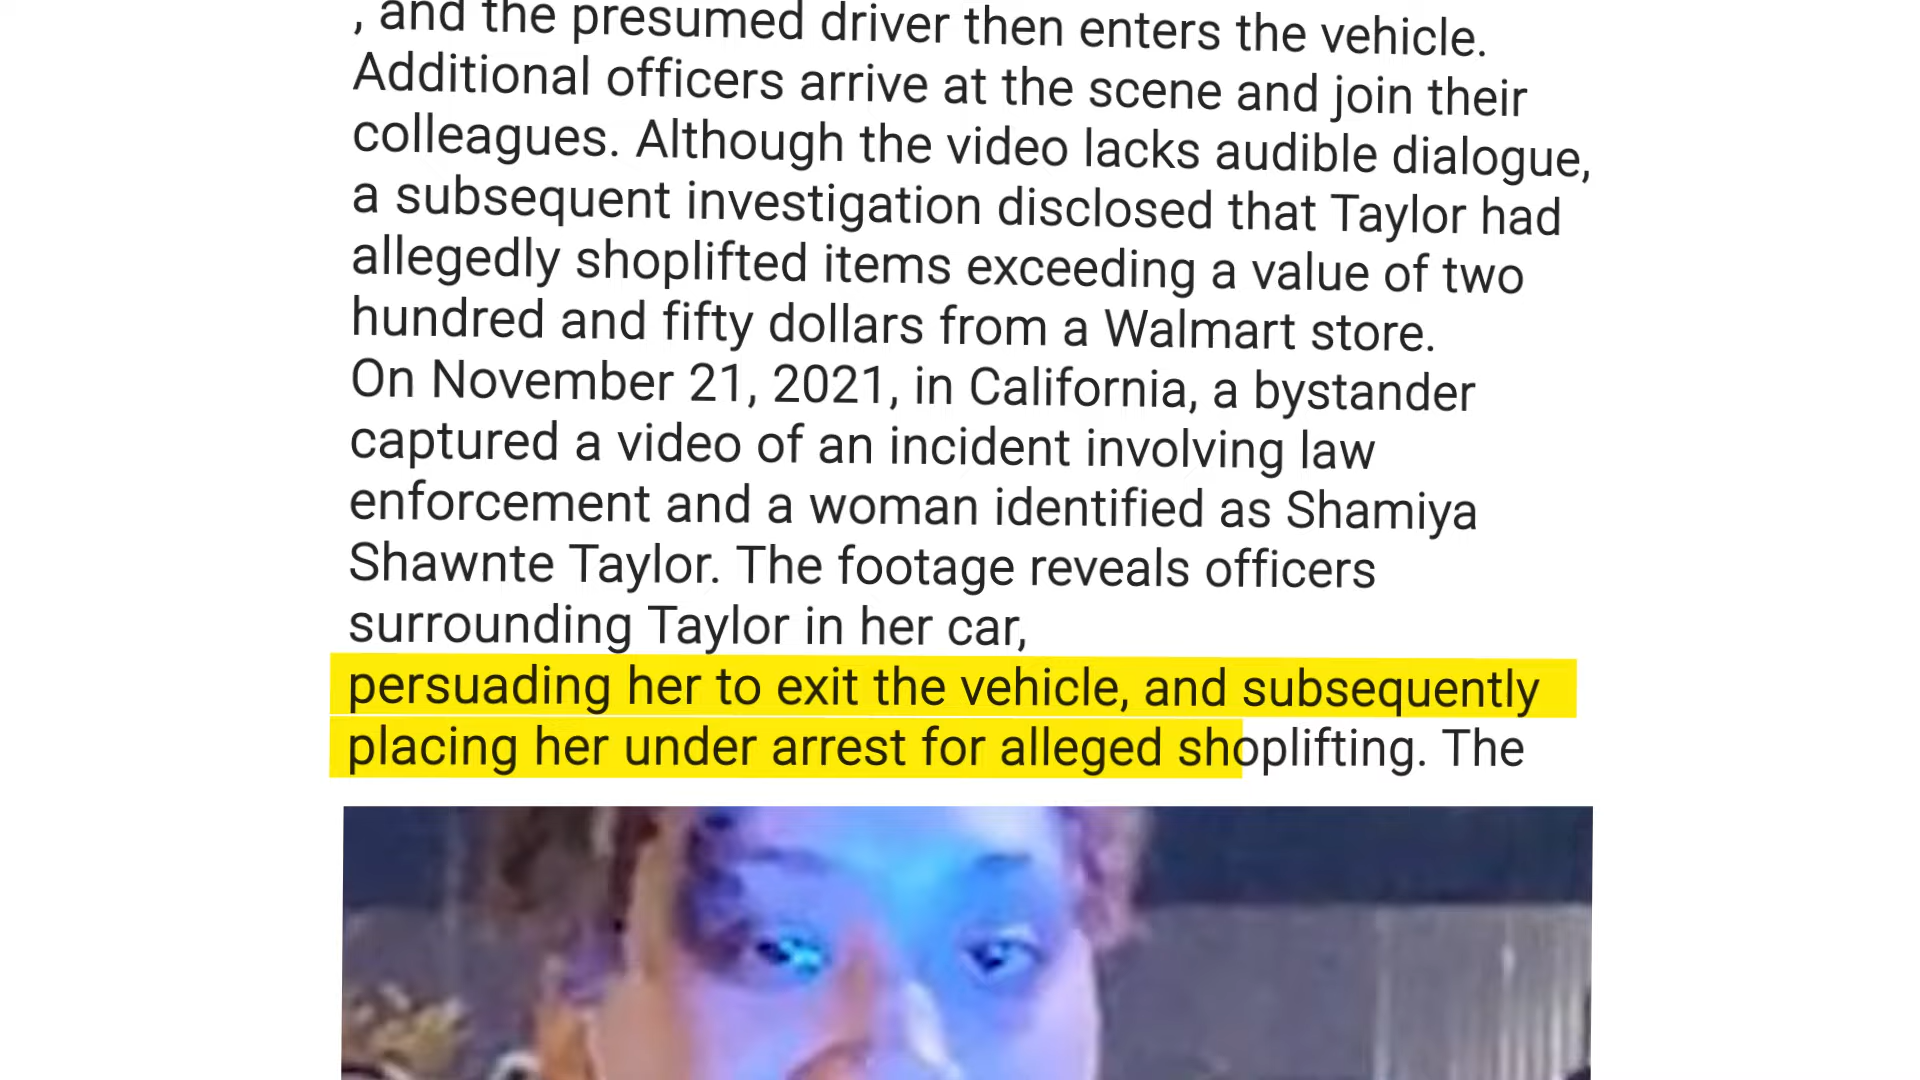 , and the presumed driver then enters the vehicle.
Additional officers arrive at the scene and join their
colleagues. Although the video lacks audible dialogue,
a subsequent investigation disclosed that Taylor had
allegedly shoplifted items exceeding a value of two
hundred and fifty dollars from a Walmart store.
On November 21, 2021, in California, a bystander
captured a video of an incident involving law
enforcement and a woman identified as Shamiya
Shawnte Taylor. The footage reveals officers
surrounding Taylor in her car,
persuading her to exit the vehicle, and subsequently
placing her under arrest for alleged shoplifting. The